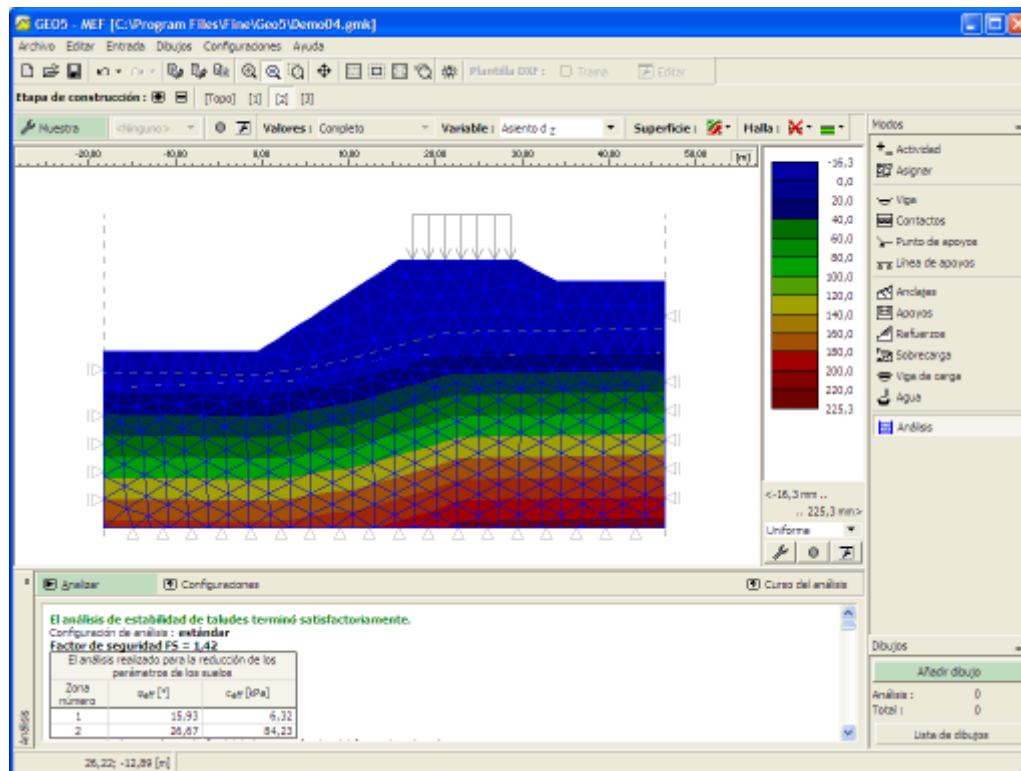 GEO5 - MEF [C:\Program Files\Fine\Geo5\Demo04.gmk]
Archivo Editar Entrada Dibujos Configuraciones Ayuda
Plantilla DXF : Trama Editar
Etapa de construcción : [Topo] [1] [2] [3]
Muestra <ninguno> Valores : Completo Variable : Asiento d z Superficie : Malla :
-20,00 -10,00 0,00 10,00 20,00 30,00 40,00 50,00 [m]
-16,3
0,0
20,0
40,0
60,0
80,0
100,0
120,0
140,0
160,0
180,0
200,0
220,0
225,3
<-16,3 mm ..
.. 225,3 mm>
Uniforme
Modos
Actividad
Asignar
Viga
Contactos
Punto de apoyos
Línea de apoyos
Anclajes
Apoyos
Refuerzos
Sobrecarga
Viga de carga
Agua
Análisis
Analizar Configuraciones Curso del análisis
El análisis de estabilidad de taludes terminó satisfactoriamente.
Configuración de análisis : estándar
Factor de seguridad FS = 1,42
El análisis realizado para la reducción de los
parámetros de los suelos
Zona número φeff [°] ceff [kPa]
1 15,93 6,32
2 26,67 84,23
Análisis
Dibujos
Añadir dibujo
Análisis : 0
Total : 0
Lista de dibujos
26,22; -12,89 [m]